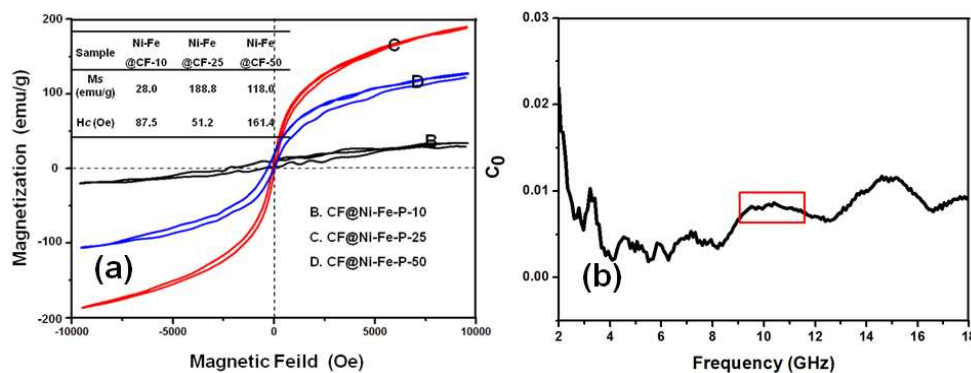 200
100
0
-100
-200
-10000 -5000 0 5000 10000
Magnetization (emu/g)
Magnetic Feild (Oe)
Sample Ni-Fe @CF-10 Ni-Fe @CF-25 Ni-Fe @CF-50
Ms (emu/g) 28.0 188.8 118.0
Hc (Oe) 87.5 51.2 161.4
C
D
B
B. CF@Ni-Fe-P-10
C. CF@Ni-Fe-P-25
D. CF@Ni-Fe-P-50
(a)
0.03
0.02
0.01
0.00
C0
2 4 6 8 10 12 14 16 18
Frequency (GHz)
(b)